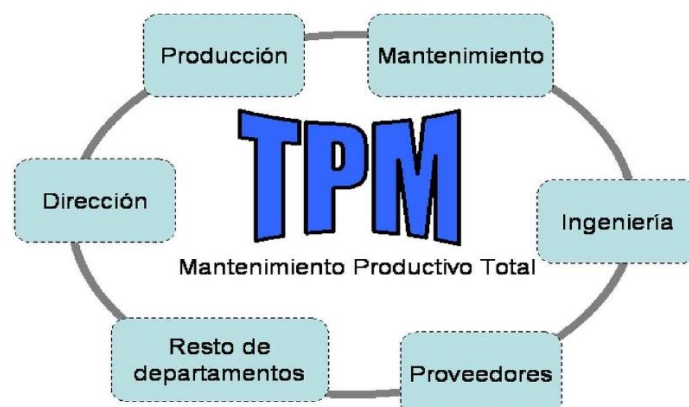 Producción
Mantenimiento
TPM
Dirección
Ingeniería
Mantenimiento Productivo Total
Resto de
departamentos
Proveedores